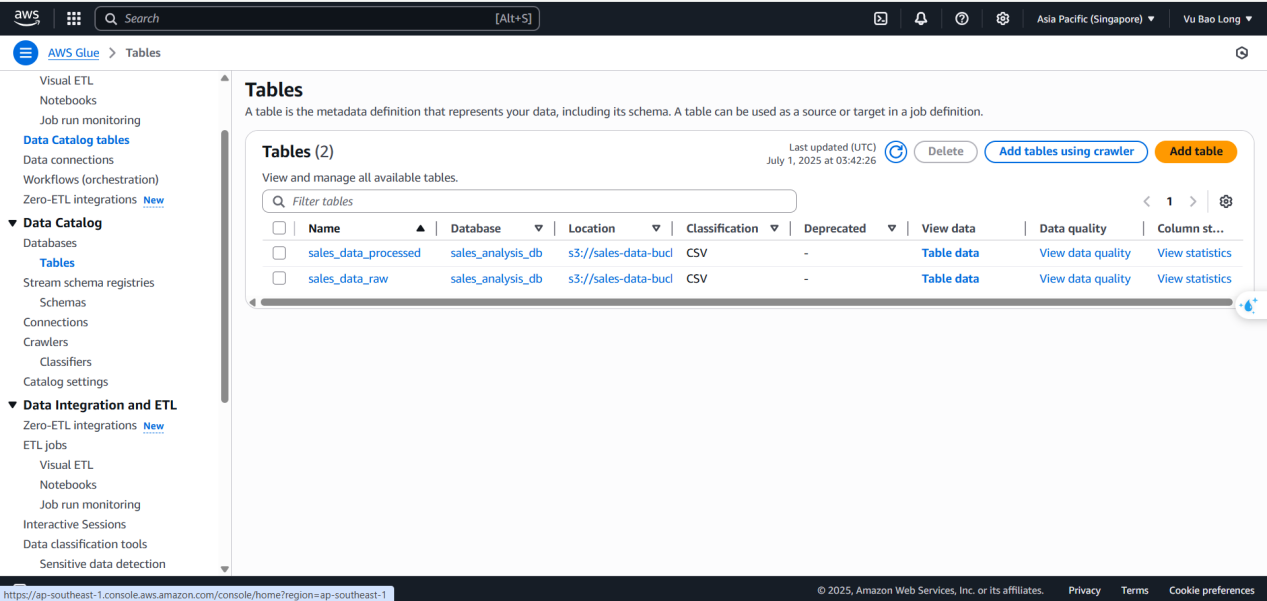 aws
Search [Alt+S]
Asia Pacific (Singapore)
Vu Bao Long
AWS Glue > Tables
Visual ETL
Notebooks
Job run monitoring
Data Catalog tables
Data connections
Workflows (orchestration)
Zero-ETL integrations New
Data Catalog
Databases
Tables
Stream schema registries
Schemas
Connections
Crawlers
Classifiers
Catalog settings
Data Integration and ETL
Zero-ETL integrations New
ETL jobs
Visual ETL
Notebooks
Job run monitoring
Interactive Sessions
Data classification tools
Sensitive data detection
Tables
A table is the metadata definition that represents your data, including its schema. A table can be used as a source or target in a job definition.
Tables (2)
Last updated (UTC)
July 1, 2025 at 03:42:26
Delete
Add tables using crawler
Add table
View and manage all available tables.
Filter tables
1
Name Database Location Classification Deprecated View data Data quality Column st...
sales_data_processed sales_analysis_db s3://sales-data-bucl CSV - Table data View data quality View statistics
sales_data_raw sales_analysis_db s3://sales-data-bucl CSV - Table data View data quality View statistics
https://ap-southeast-1.console.aws.amazon.com/console/home?region=ap-southeast-1
© 2025, Amazon Web Services, Inc. or its affiliates. Privacy Terms Cookie preferences